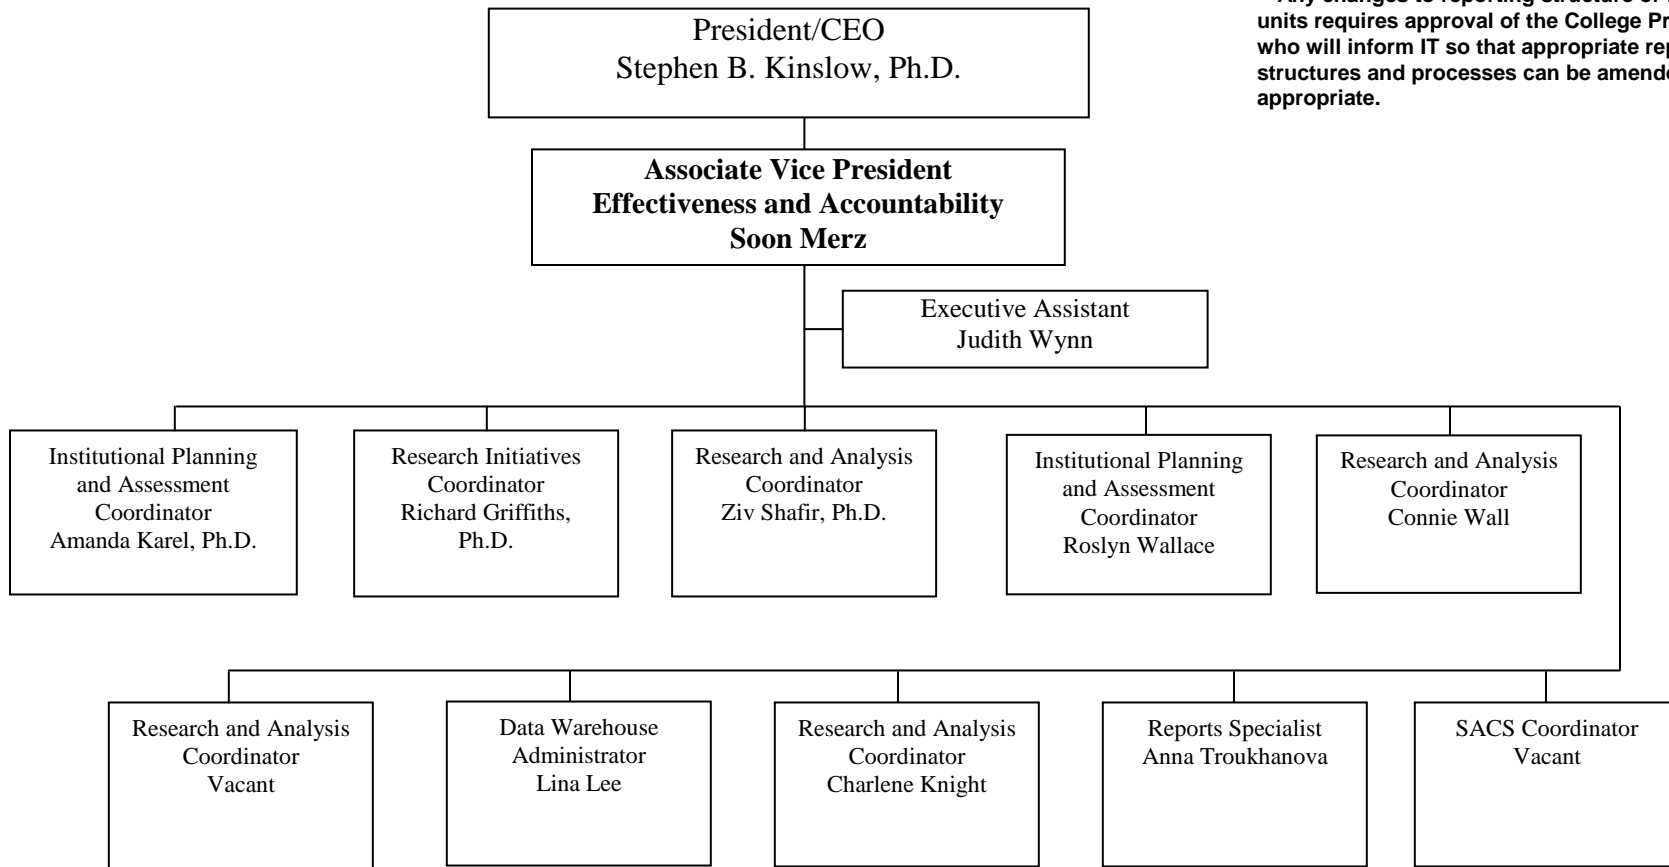 President/CEO
Stephen B. Kinslow, Ph.D.
Any changes to reporting structure or
units requires approval of the College
who will inform IT so that appropriate
structures and processes can be
appropriate.
Associate Vice President
Effectiveness and Accountability
Soon Merz
Executive Assistant
Judith Wynn
Institutional Planning
and Assessment
Coordinator
Amanda Karel, Ph.D.
Research Initiatives
Coordinator
Richard Griffiths,
Ph.D.
Research and Analysis
Coordinator
Ziv Shafir, Ph.D.
Institutional Planning
and Assessment
Coordinator
Roslyn Wallace
Research and Analysis
Coordinator
Connie Wall
Research and Analysis
Coordinator
Vacant
Data Warehouse
Administrator
Lina Lee
Research and Analysis
Coordinator
Charlene Knight
Reports Specialist
Anna Troukhanova
SACS Coordinator
Vacant